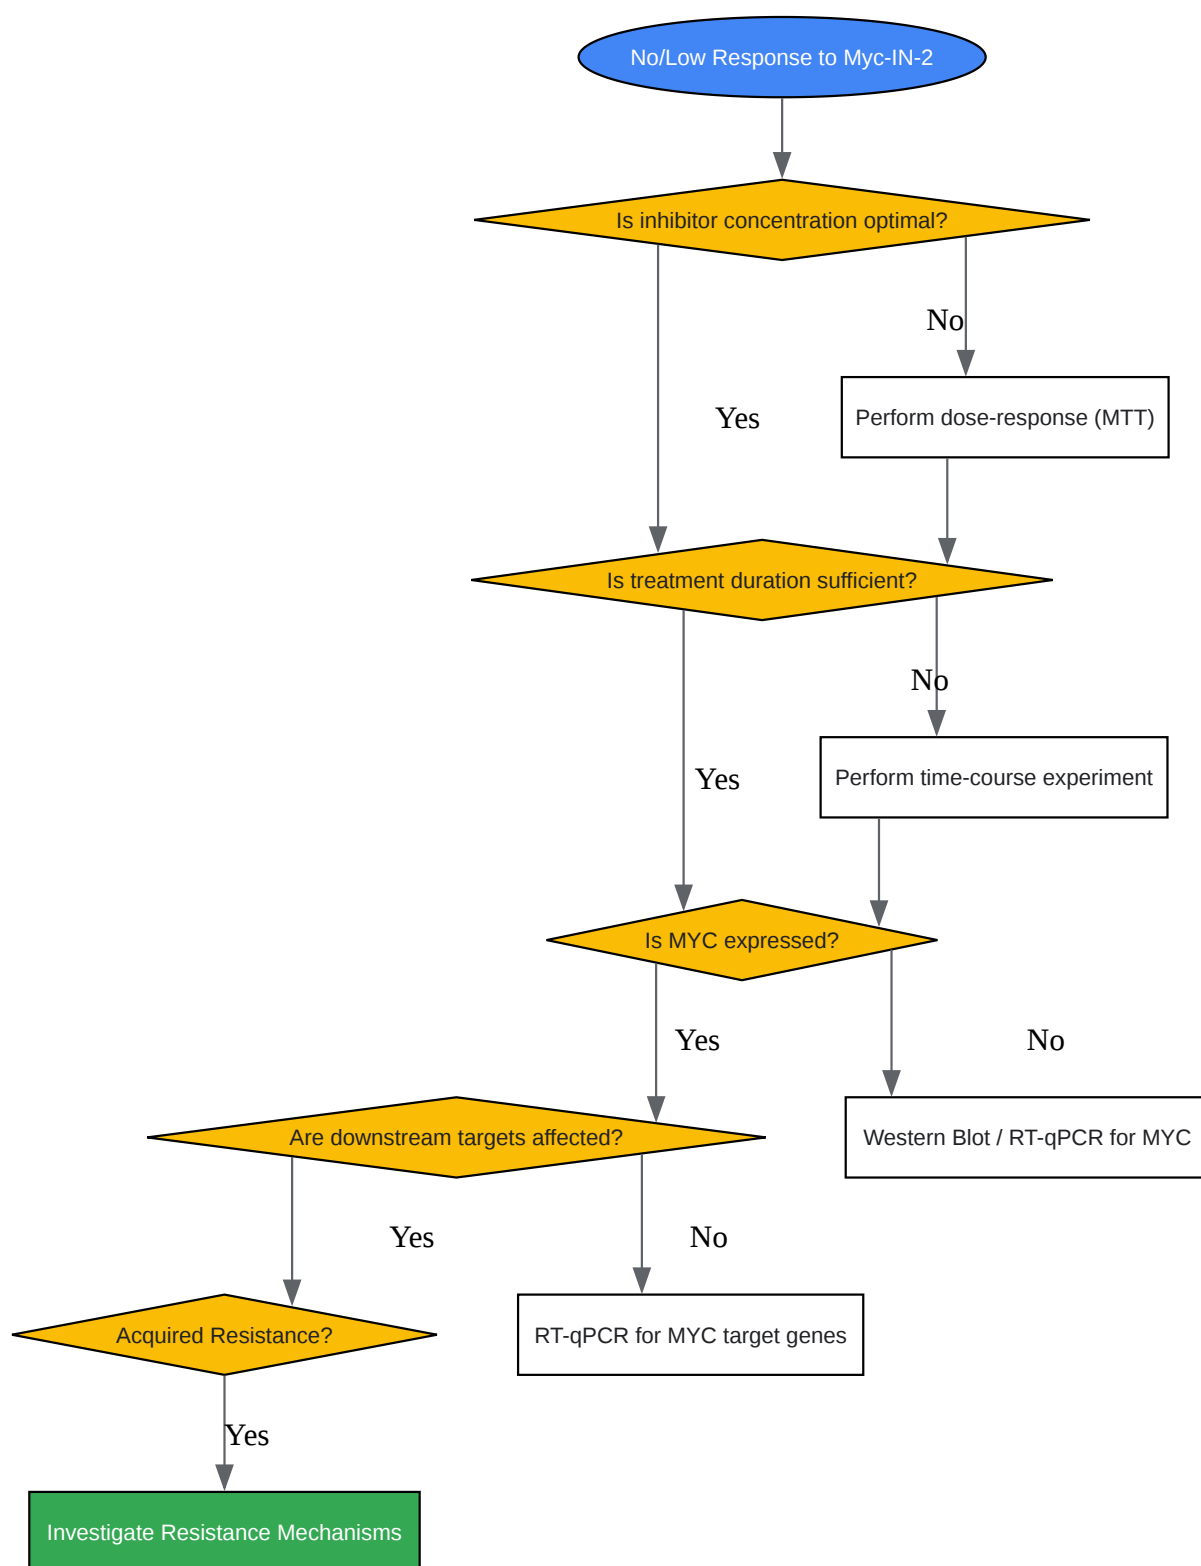 No/Low Response to Myc-IN-2
Is inhibitor concentration optimal?
No
Yes
Perform dose-response (MTT)
Is treatment duration sufficient?
No
Yes
Perform time-course experiment
Is MYC expressed?
Yes
No
Are downstream targets affected?
Western Blot / RT-qPCR for MYC
Yes
No
Acquired Resistance?
RT-qPCR for MYC target genes
Yes
Investigate Resistance Mechanisms